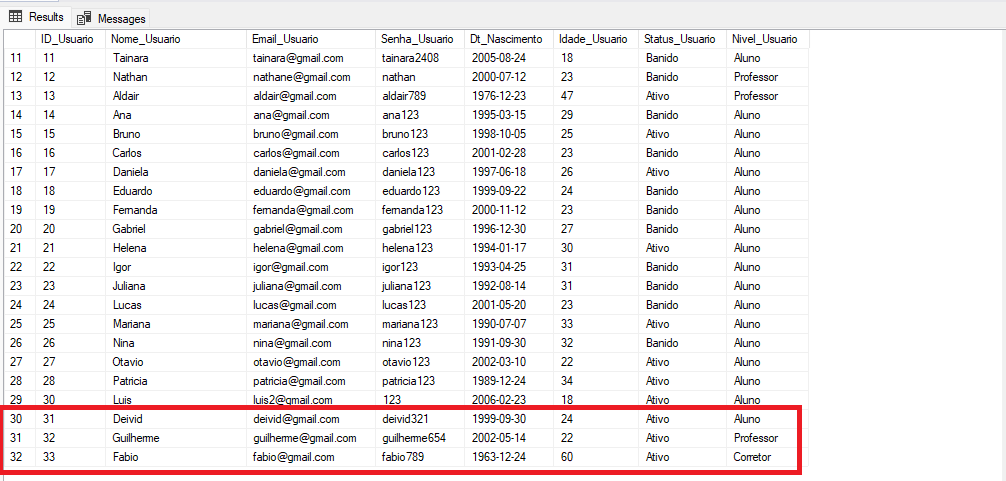 Results Messages
ID_Usuario Nome_Usuario Email_Usuario Senha_Usuario Dt_Nascimento Idade_Usuario Status_Usuario Nivel_Usuario
11 11 Tainara tainara@gmail.com tainara2408 2005-08-24 18 Banido Aluno
12 12 Nathan nathane@gmail.com nathan 2000-07-12 23 Banido Professor
13 13 Aldair aldair@gmail.com aldair789 1976-12-23 47 Ativo Professor
14 14 Ana ana@gmail.com ana123 1995-03-15 29 Banido Aluno
15 15 Bruno bruno@gmail.com bruno123 1998-10-05 25 Ativo Aluno
16 16 Carlos carlos@gmail.com carlos123 2001-02-28 23 Banido Aluno
17 17 Daniela daniela@gmail.com daniela123 1997-06-18 26 Ativo Aluno
18 18 Eduardo eduardo@gmail.com eduardo123 1999-09-22 24 Banido Aluno
19 19 Fernanda fernanda@gmail.com fernanda123 2000-11-12 23 Banido Aluno
20 20 Gabriel gabriel@gmail.com gabriel123 1996-12-30 27 Banido Aluno
21 21 Helena helena@gmail.com helena123 1994-01-17 30 Ativo Aluno
22 22 Igor igor@gmail.com igor123 1993-04-25 31 Banido Aluno
23 23 Juliana juliana@gmail.com juliana123 1992-08-14 31 Banido Aluno
24 24 Lucas lucas@gmail.com lucas123 2001-05-20 23 Banido Aluno
25 25 Mariana mariana@gmail.com mariana123 1990-07-07 33 Ativo Aluno
26 26 Nina nina@gmail.com nina123 1991-09-30 32 Banido Aluno
27 27 Otavio otavio@gmail.com otavio123 2002-03-10 22 Ativo Aluno
28 28 Patricia patricia@gmail.com patricia123 1989-12-24 34 Ativo Aluno
29 30 Luis luis2@gmail.com 123 2006-02-23 18 Ativo Aluno
30 31 Deivid deivid@gmail.com deivid321 1999-09-30 24 Ativo Aluno
31 32 Guilherme guilherme@gmail.com guilherme654 2002-05-14 22 Ativo Professor
32 33 Fabio fabio@gmail.com fabio789 1963-12-24 60 Ativo Corretor